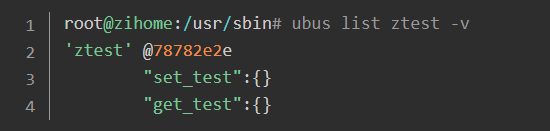 1 root@zihome:/usr/sbin# ubus list ztest -v
2 'ztest' @78782e2e
3 "set_test":{}
4 "get_test":{}